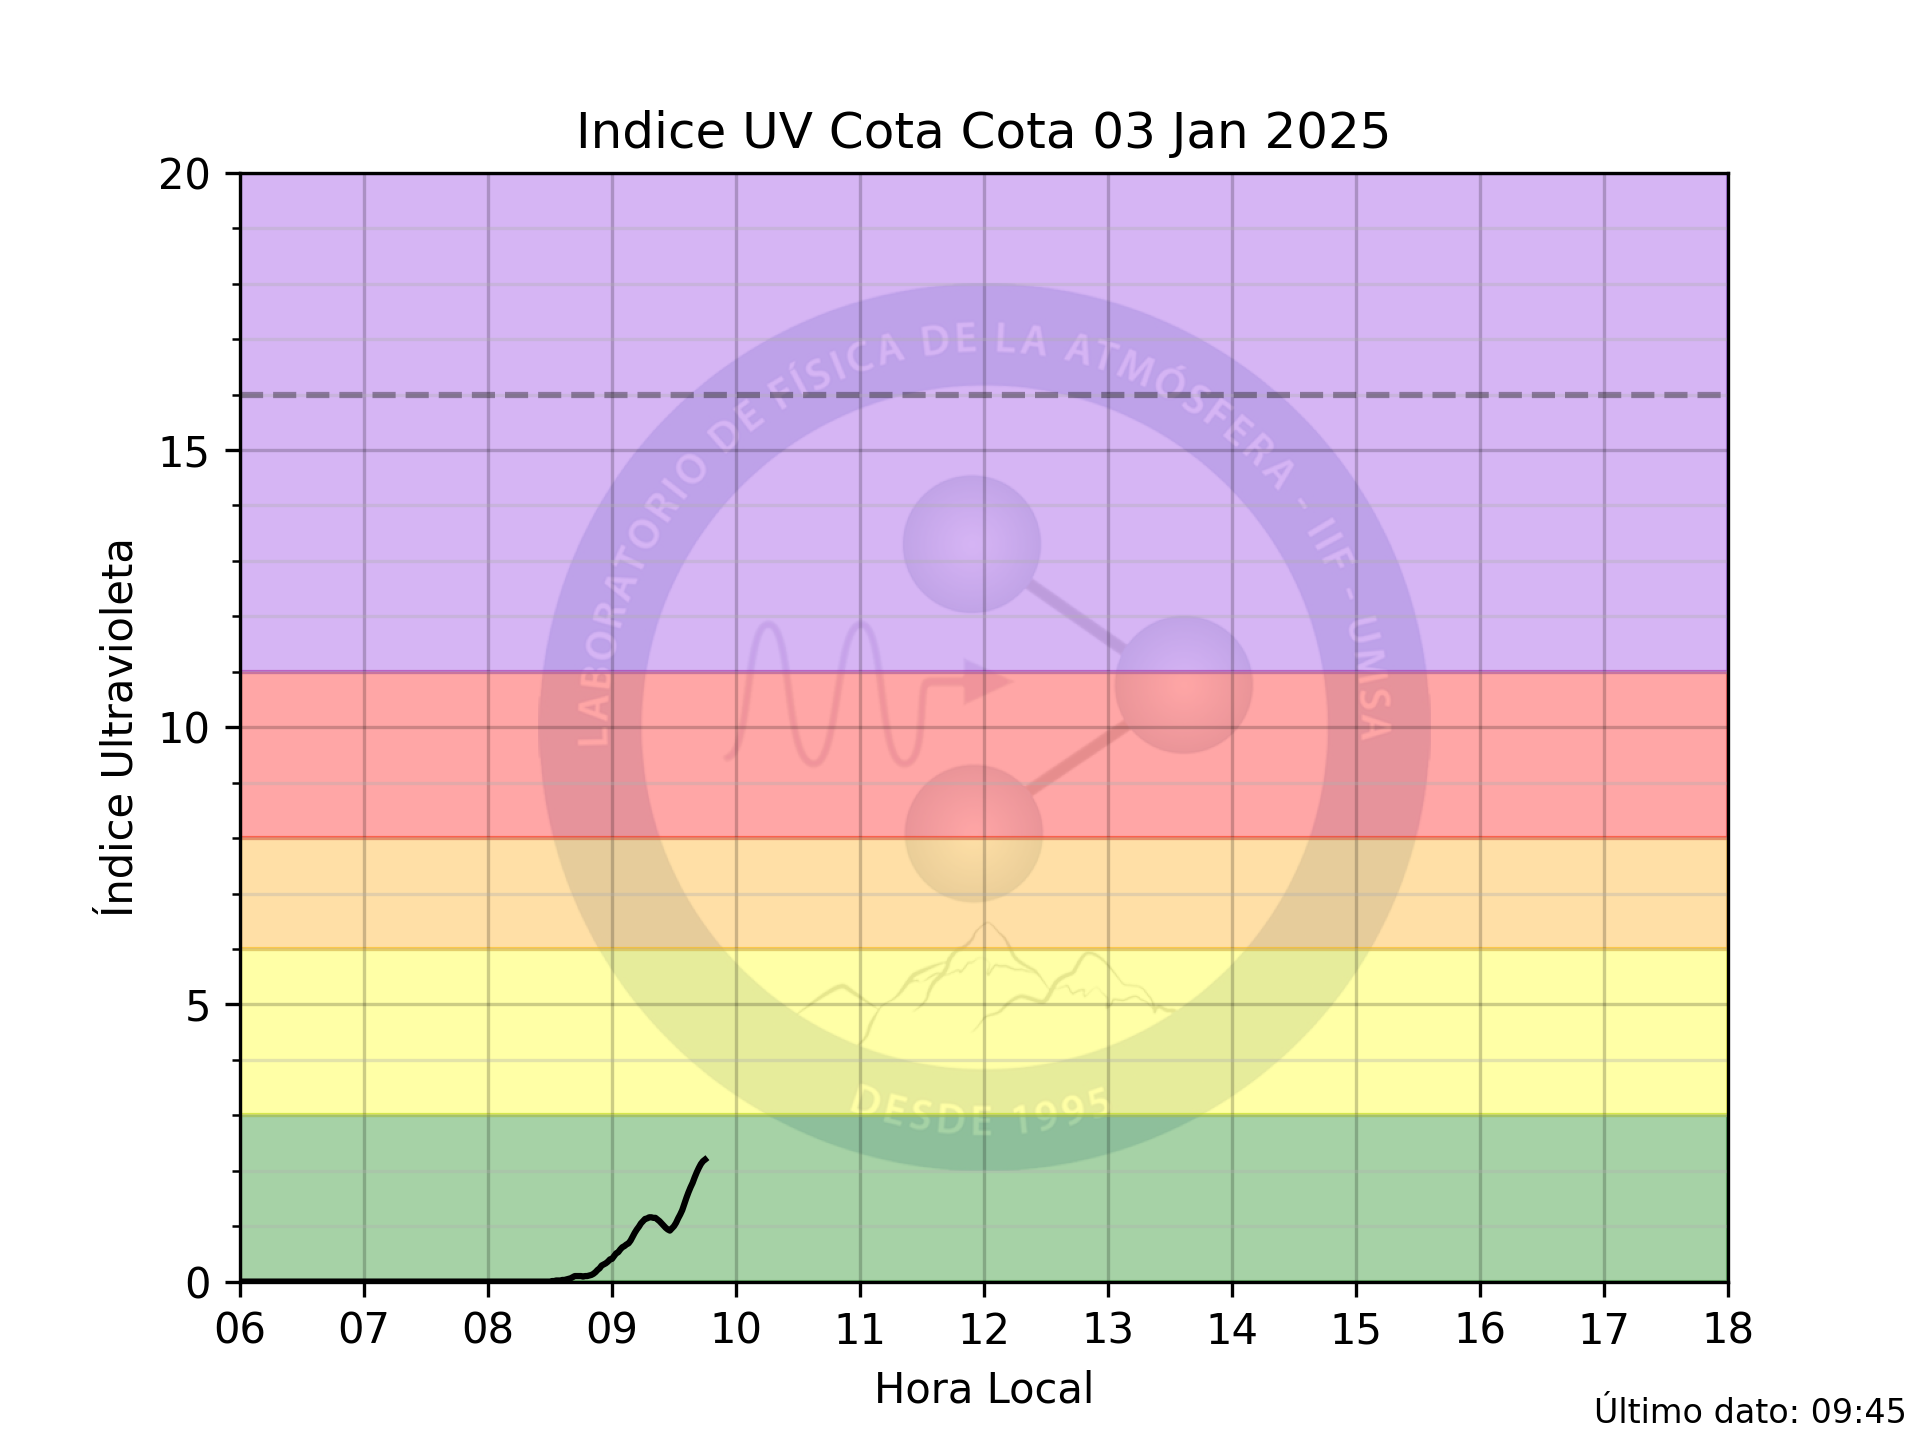 Indice UV Cota Cota 03 Jan 2025
20
15
10
5
0
Índice Ultravioleta
LABORATORIO DE FÍSICA DE LA ATMÓSFERA - IIF - UMSA
DESDE 1995
06 07 08 09 10 11 12 13 14 15 16 17 18
Hora Local
Último dato: 09:45